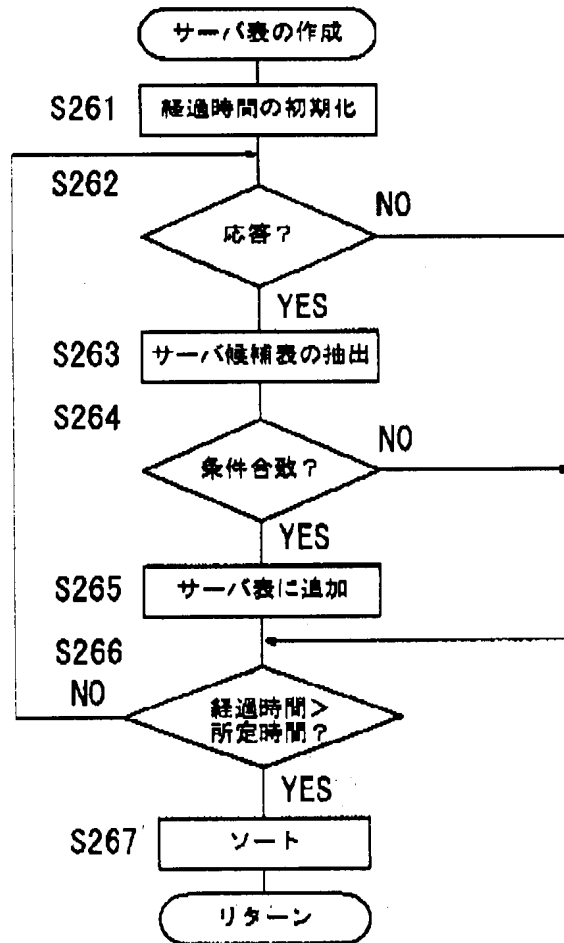 サーバ表の作成
S261
経過時間の初期化
S262
応答?
NO
YES
S263
サーバ候補表の抽出
S264
条件合致?
NO
YES
S265
サーバ表に追加
S266
NO
経過時間>
所定時間?
YES
S267
ソート
リターン